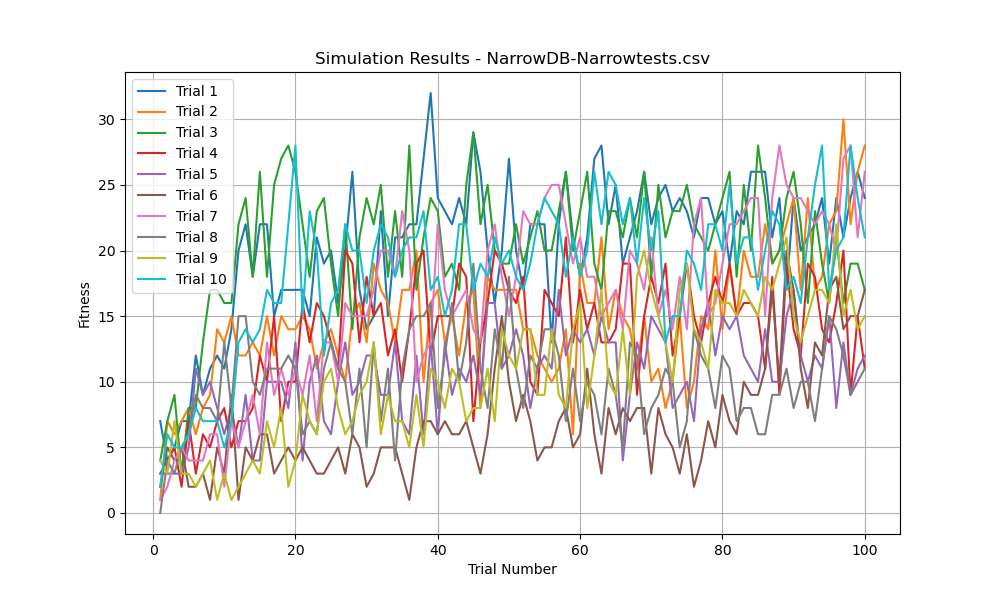 Simulation Results - NarrowDB-Narrowtests.csv
Fitness
30
25
20
15
10
5
0
Trial 1
Trial 2
Trial 3
Trial 4
Trial 5
Trial 6
Trial 7
Trial 8
Trial 9
Trial 10
0 20 40 60 80 100
Trial Number